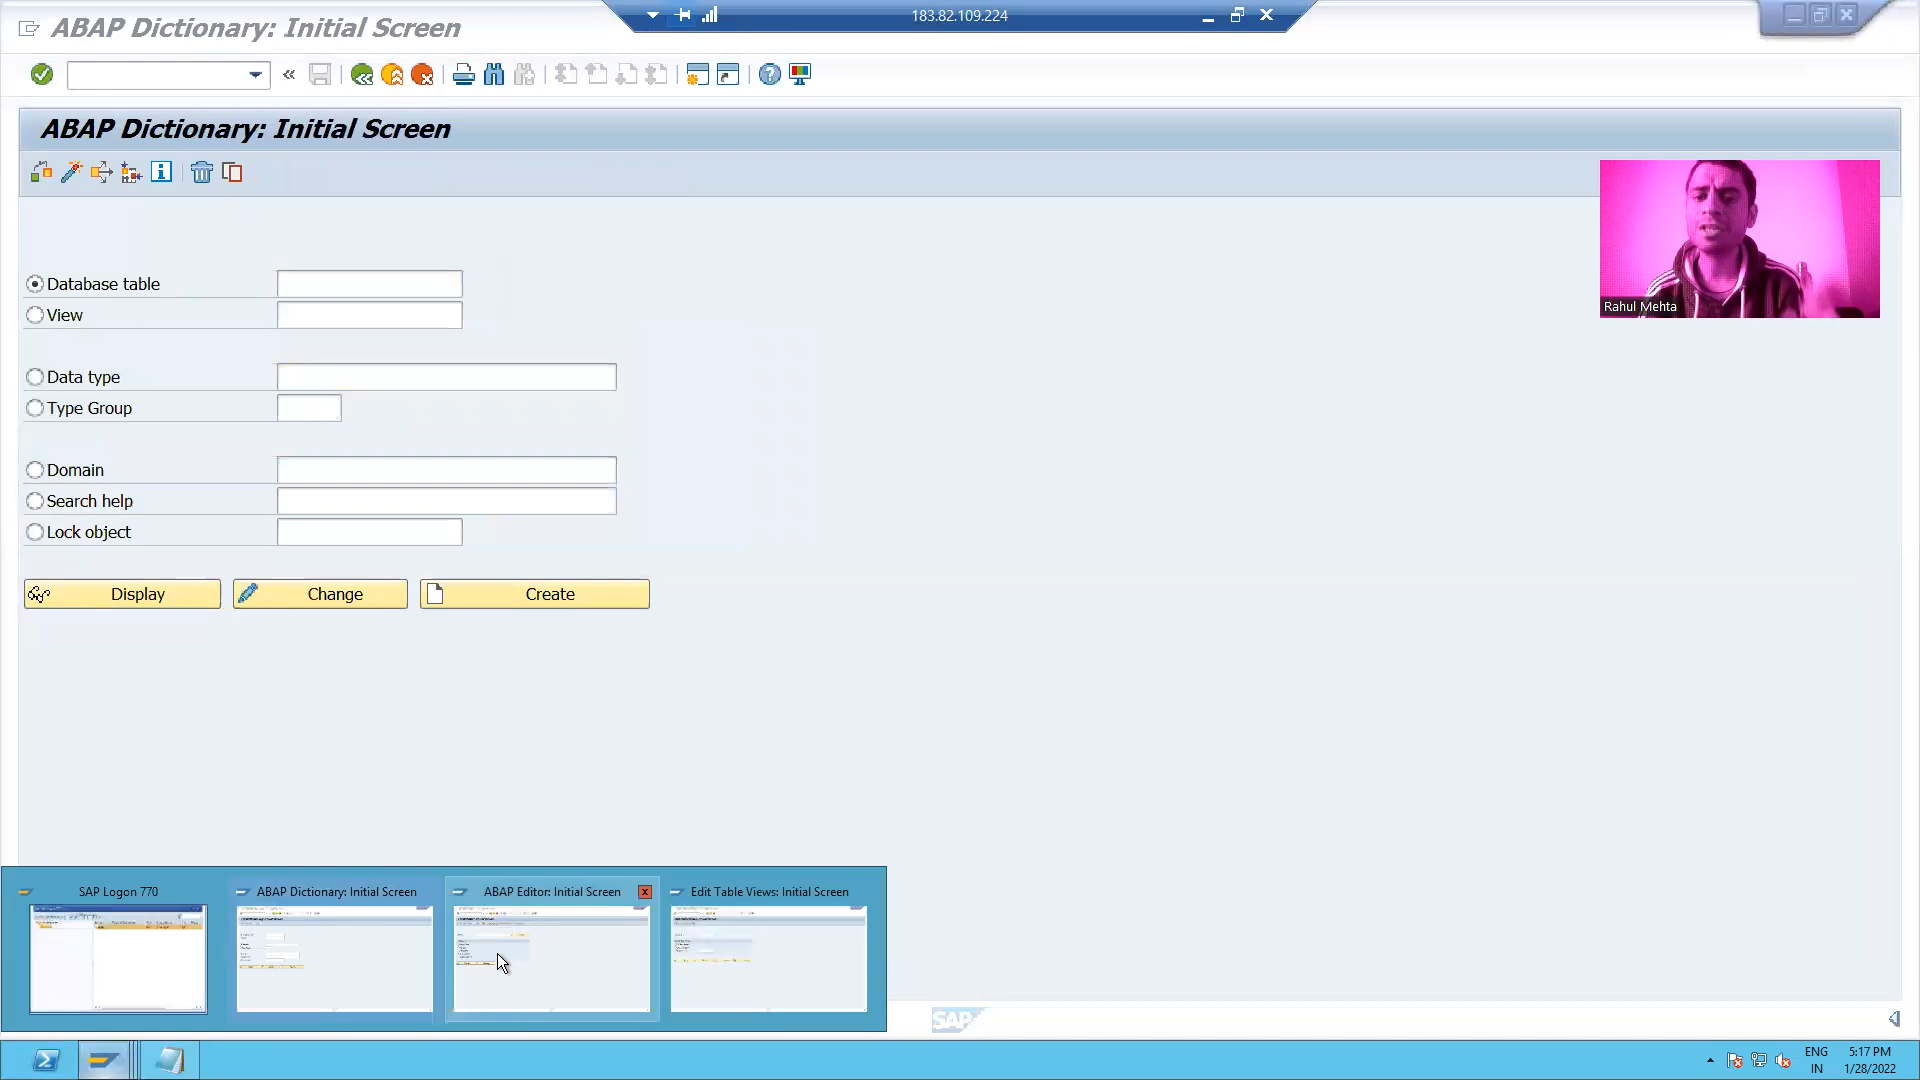 ABAP Dictionary: Initial Screen
183.82.109.224
ABAP Dictionary: Initial Screen
Database table
View
Data type
Type Group
Domain
Search help
Lock object
Display
Change
Create
Rahul Mehta
SAP Logon 770
ABAP Dictionary: Initial Screen
ABAP Editor: Initial Screen
Edit Table Views: Initial Screen
SAP
ENG
IN
5:17 PM
1/28/2022